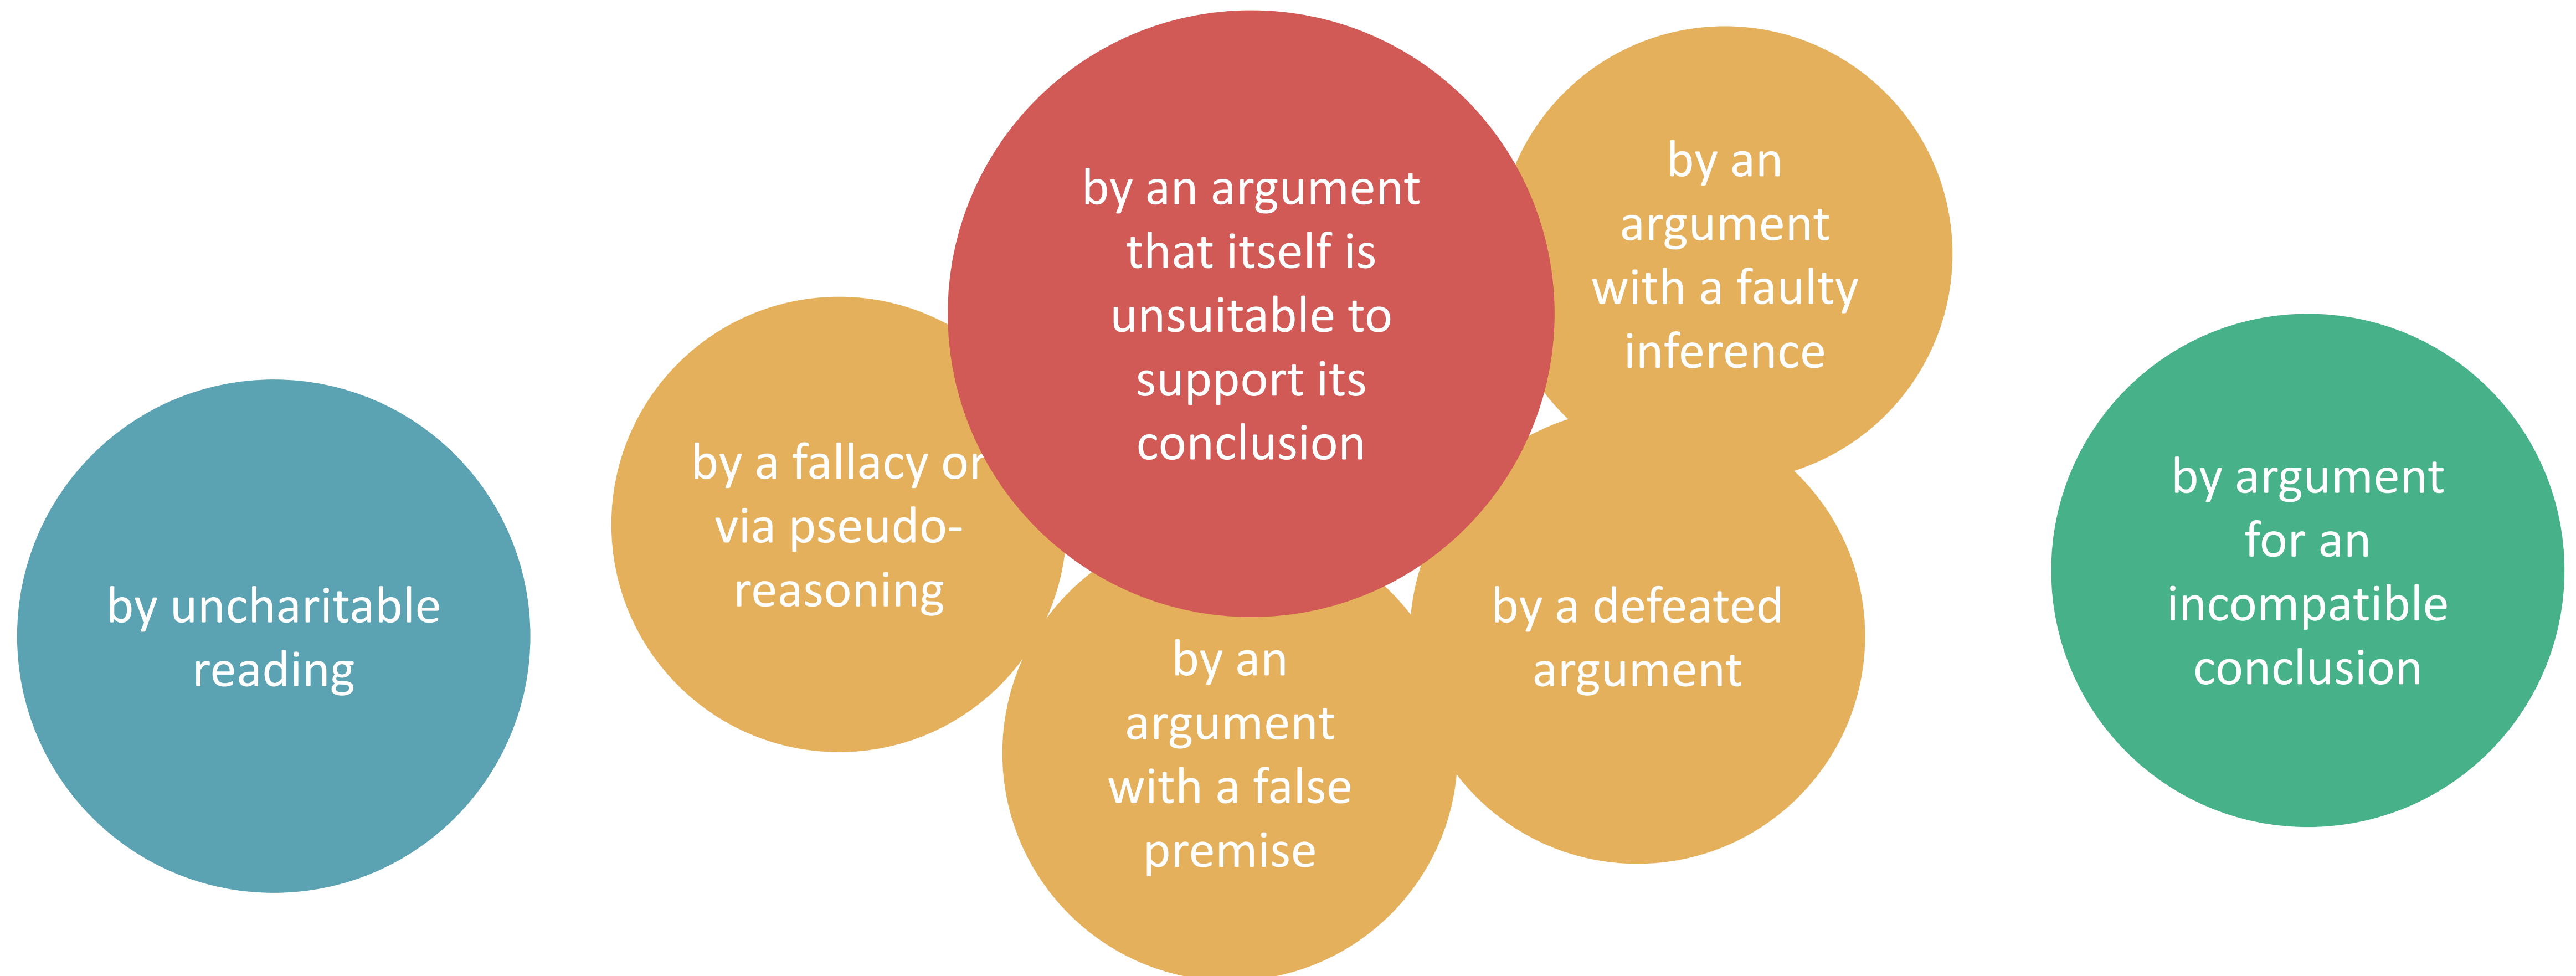 by uncharitable
reading
by a fallacy or
via pseudo-
reasoning
by an argument
that itself is
unsuitable to
support its
conclusion
by an
argument
with a false
premise
by an
argument
with a faulty
inference
by a defeated
argument
by argument
for an
incompatible
conclusion